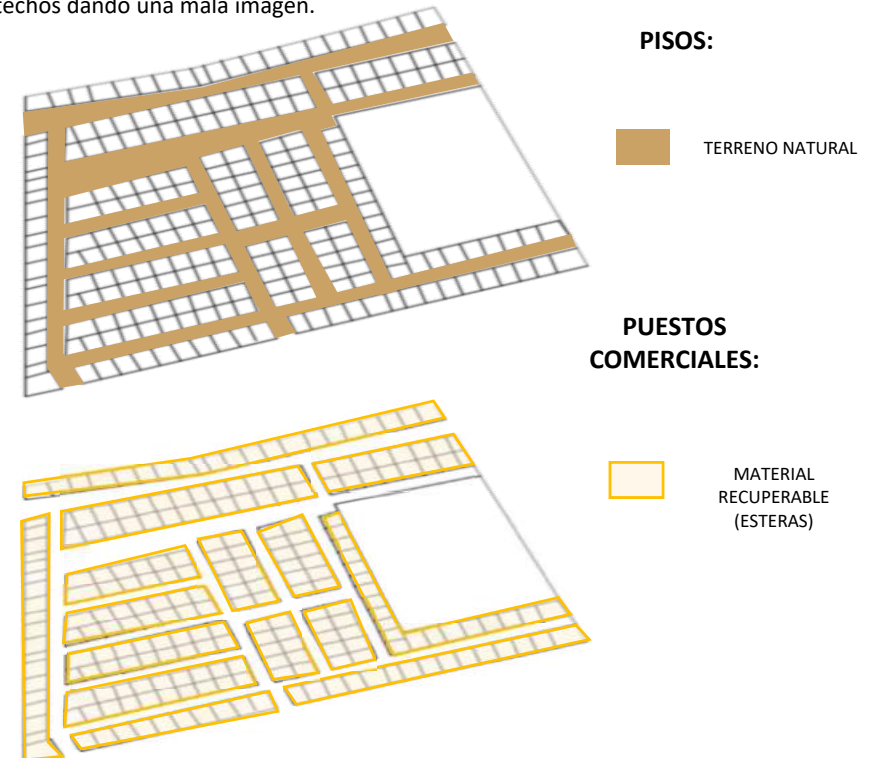 techos dando una mala imagen.
PISOS:
TERRENO NATURAL
PUESTOS
COMERCIALES:
MATERIAL
RECUPERABLE
(ESTERAS)